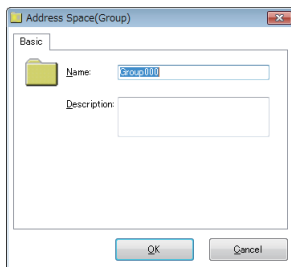 Address Space(Group)
Basic
Name:
Group000
Description:
OK
Cancel